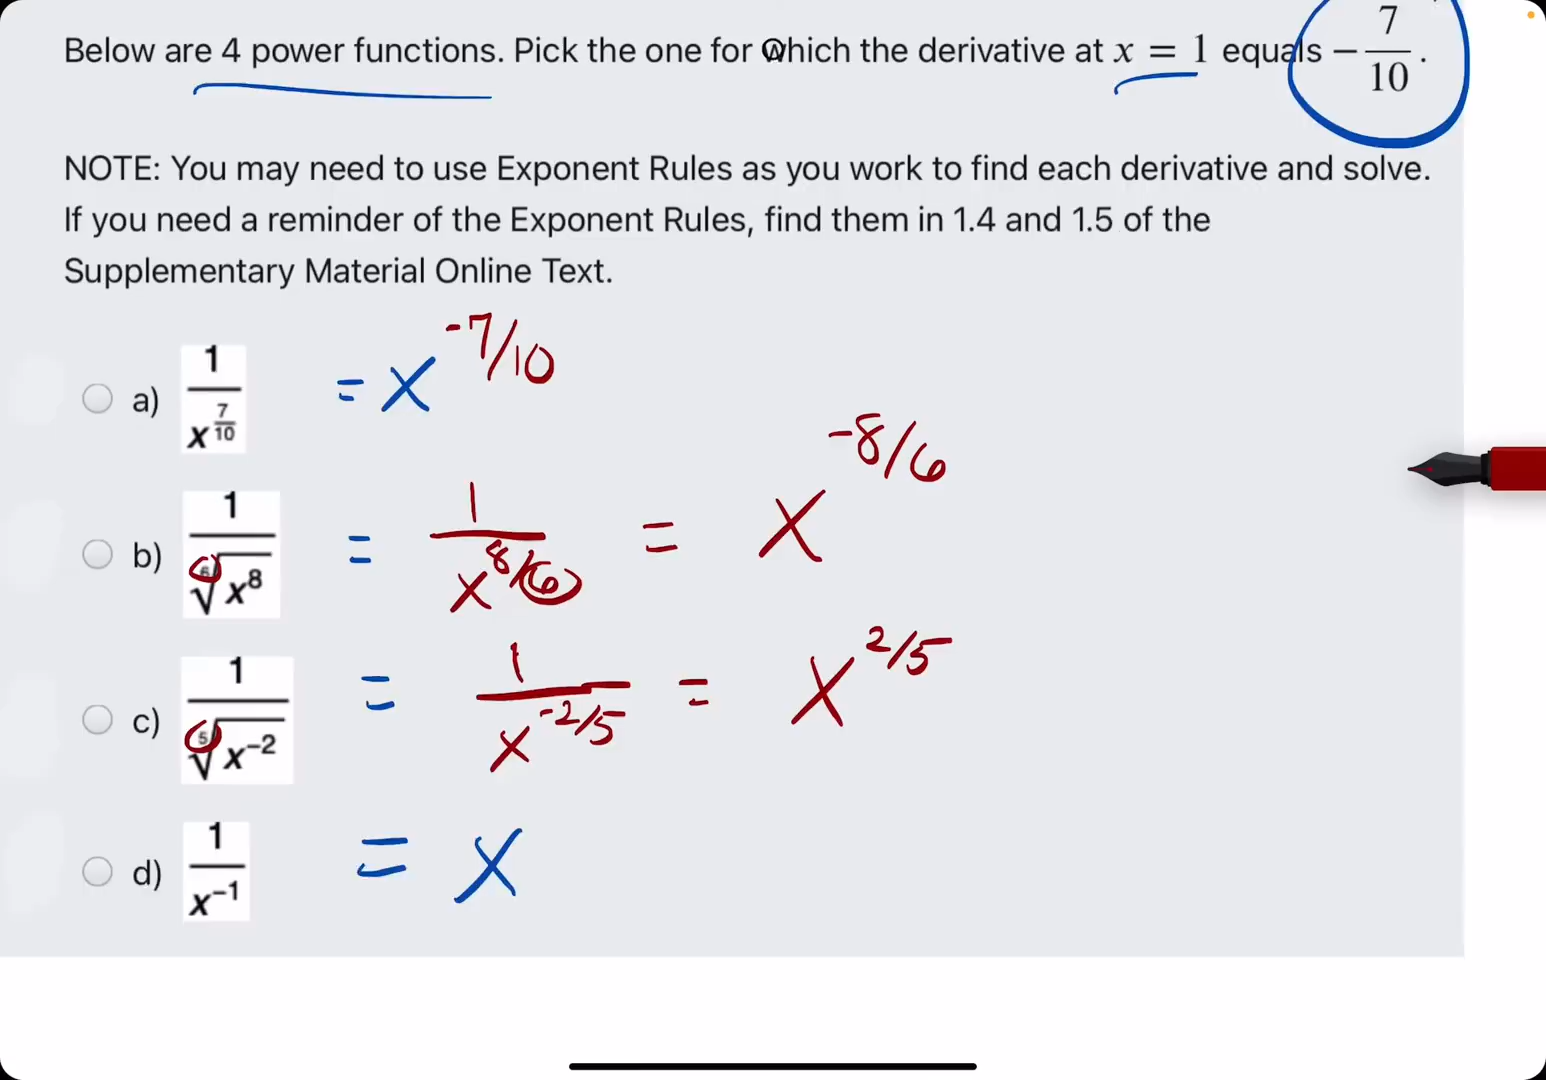 Below are 4 power functions. Pick the one for which the derivative at x = 1 equals − 7/10 .
NOTE: You may need to use Exponent Rules as you work to find each derivative and solve.
If you need a reminder of the Exponent Rules, find them in 1.4 and 1.5 of the
Supplementary Material Online Text.
a) 1/x^(7/10) = x^(-7/10)
b) 1/⁶√x⁸ = 1/x^(8/6) = x^(-8/6)
c) 1/⁵√x⁻² = 1/x^(-2/5) = x^(2/5)
d) 1/x⁻¹ = x